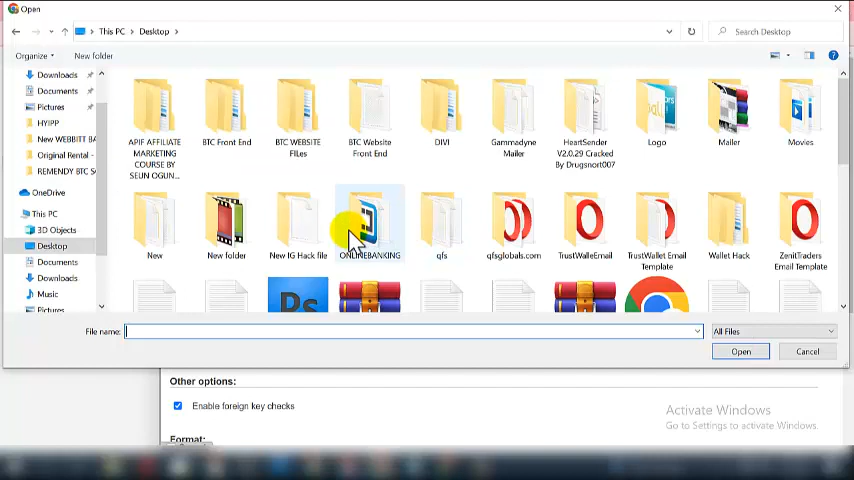 Open
This PC
Desktop
Search Desktop
Organize
New folder
Downloads
Documents
Pictures
HYIPP
New WEBBITT BA
Original Rental -
REMENDY BTC S
OneDrive
This PC
3D Objects
Desktop
Documents
Downloads
Music
Pictures
APIF AFFILIATE
MARKETING
COURSE BY
SEUN OGUN...
BTC Front End
BTC WEBSITE
FILes
BTC Website
Front End
DIVI
Gammadyne
Mailer
HeartSender
V2.0.29 Cracked
By Drugsnort007
Logo
Mailer
Movies
New
New folder
New IG Hack file
ONLINEBANKING
qfs
qfsglobals.com
TrustWalleEmail
TrustWallet Email
Template
Wallet Hack
ZenitTraders
Email Template
Ps
File name:
All Files
Open
Cancel
Other options:
Enable foreign key checks
Activate Windows
Go to Settings to activate Windows.
Format: